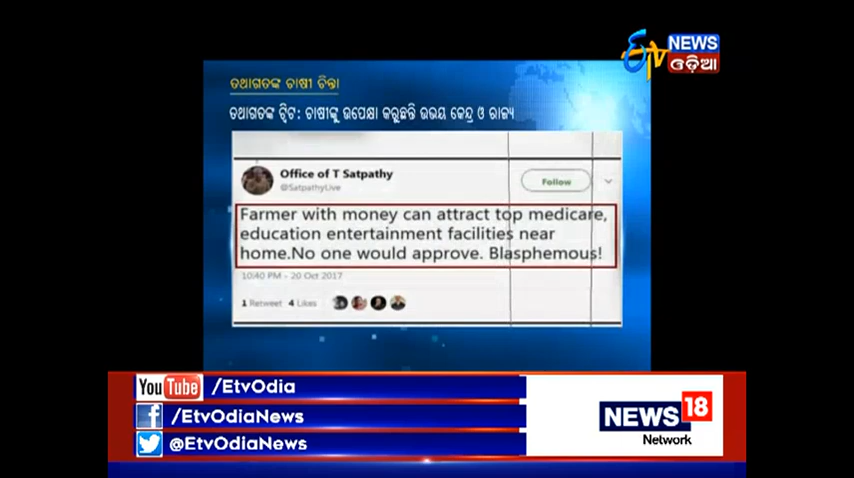 ETV NEWS
ଓଡ଼ିଆ
ତଥାଗତଙ୍କ ଚାଷୀ ଚିନ୍ତା
ତଥାଗତଙ୍କ ଟ୍ୱିଟ: ଚାଷୀଙ୍କୁ ଉପେକ୍ଷା କରୁଛନ୍ତି ଉଭୟ କେନ୍ଦ୍ର ଓ ରାଜ୍ୟ
Office of T Satpathy
@SatpathyLive
Follow
Farmer with money can attract top medicare,
education entertainment facilities near
home.No one would approve. Blasphemous!
10:40 PM - 20 Oct 2017
1 Retweet 4 Likes
YouTube /EtvOdia
f /EtvOdiaNews
@EtvOdiaNews
NEWS 18
Network